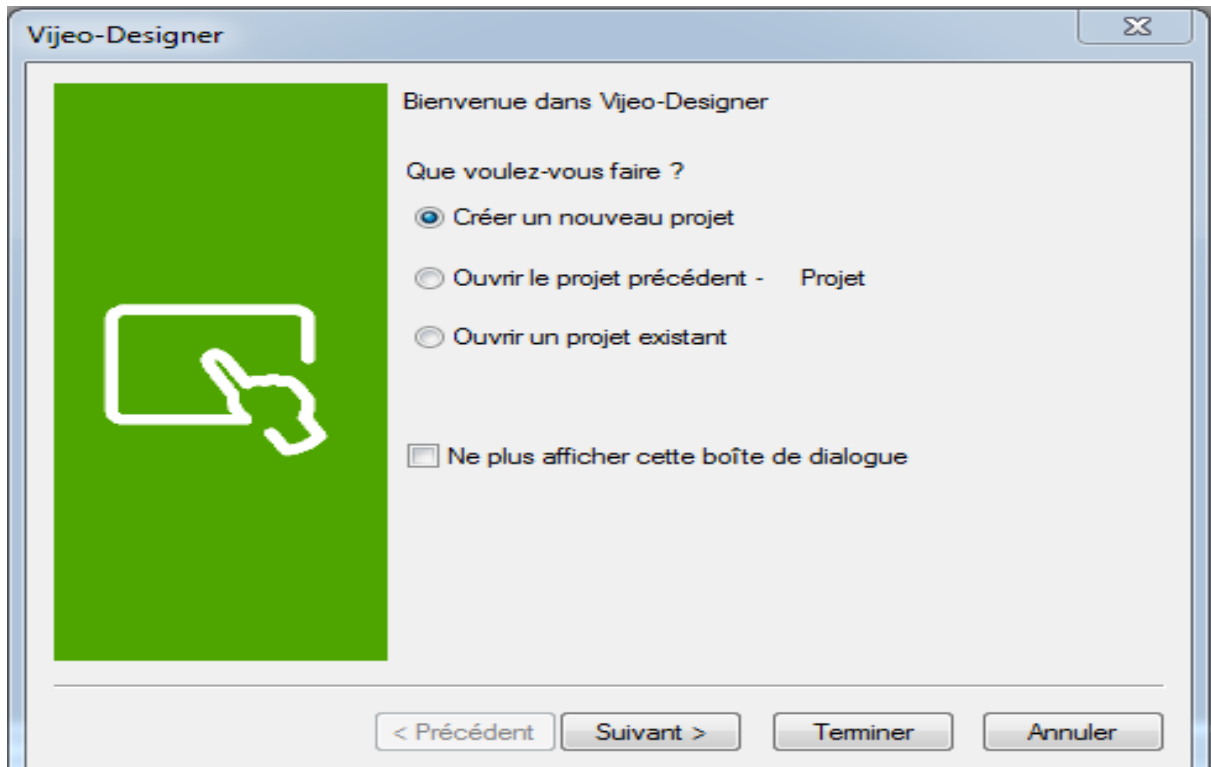 Vijeo-Designer
Bienvenue dans Vijeo-Designer
Que voulez-vous faire ?
Créer un nouveau projet
Ouvrir le projet précédent - Projet
Ouvrir un projet existant
Ne plus afficher cette boîte de dialogue
< Précédent Suivant > Terminer Annuler